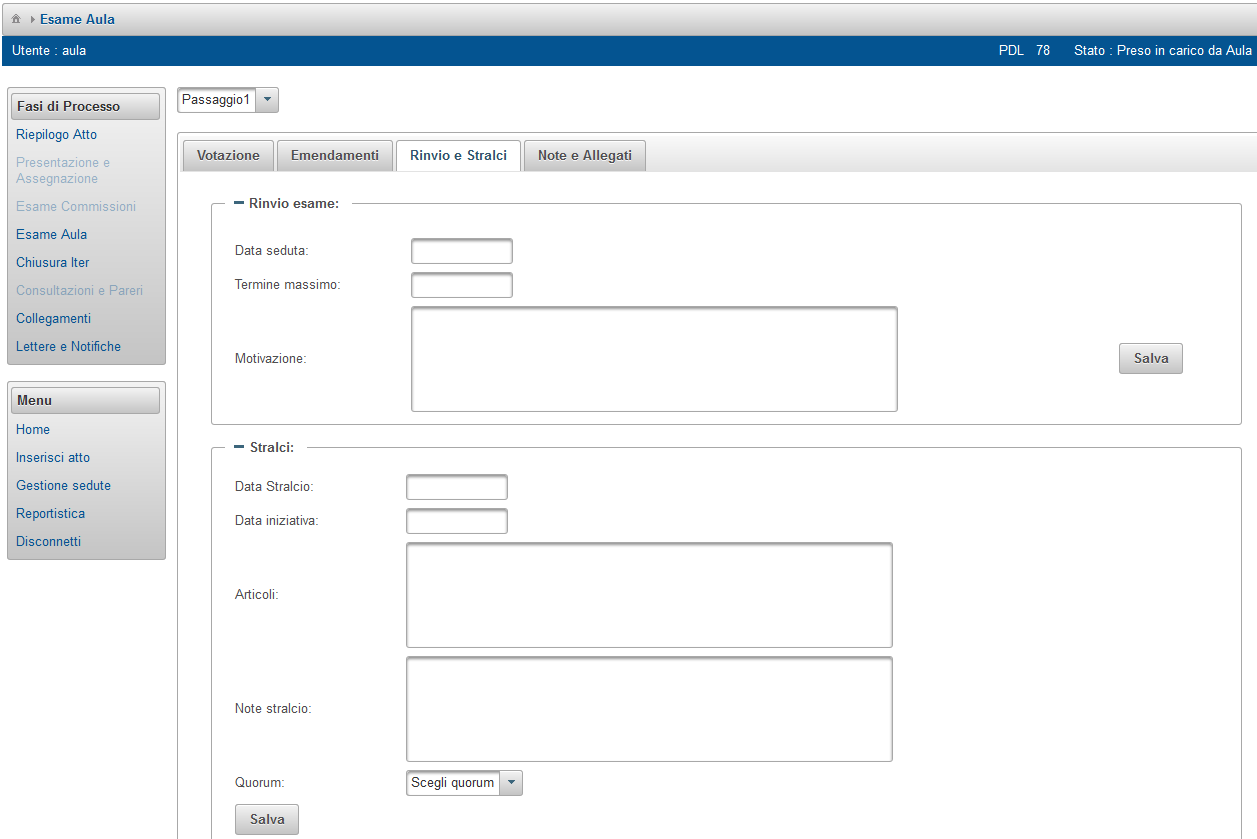 Esame Aula
Utente : aula
PDL 78 Stato : Preso in carico da Aula
Fasi di Processo
Riepilogo Atto
Presentazione e
Assegnazione
Esame Commissioni
Esame Aula
Chiusura Iter
Consultazioni e Pareri
Collegamenti
Lettere e Notifiche
Menu
Home
Inserisci atto
Gestione sedute
Reportistica
Disconnetti
Passaggio1
Votazione Emendamenti Rinvio e Stralci Note e Allegati
Rinvio esame:
Data seduta:
Termine massimo:
Motivazione:
Salva
Stralci:
Data Stralcio:
Data iniziativa:
Articoli:
Note stralcio:
Quorum: Scegli quorum
Salva